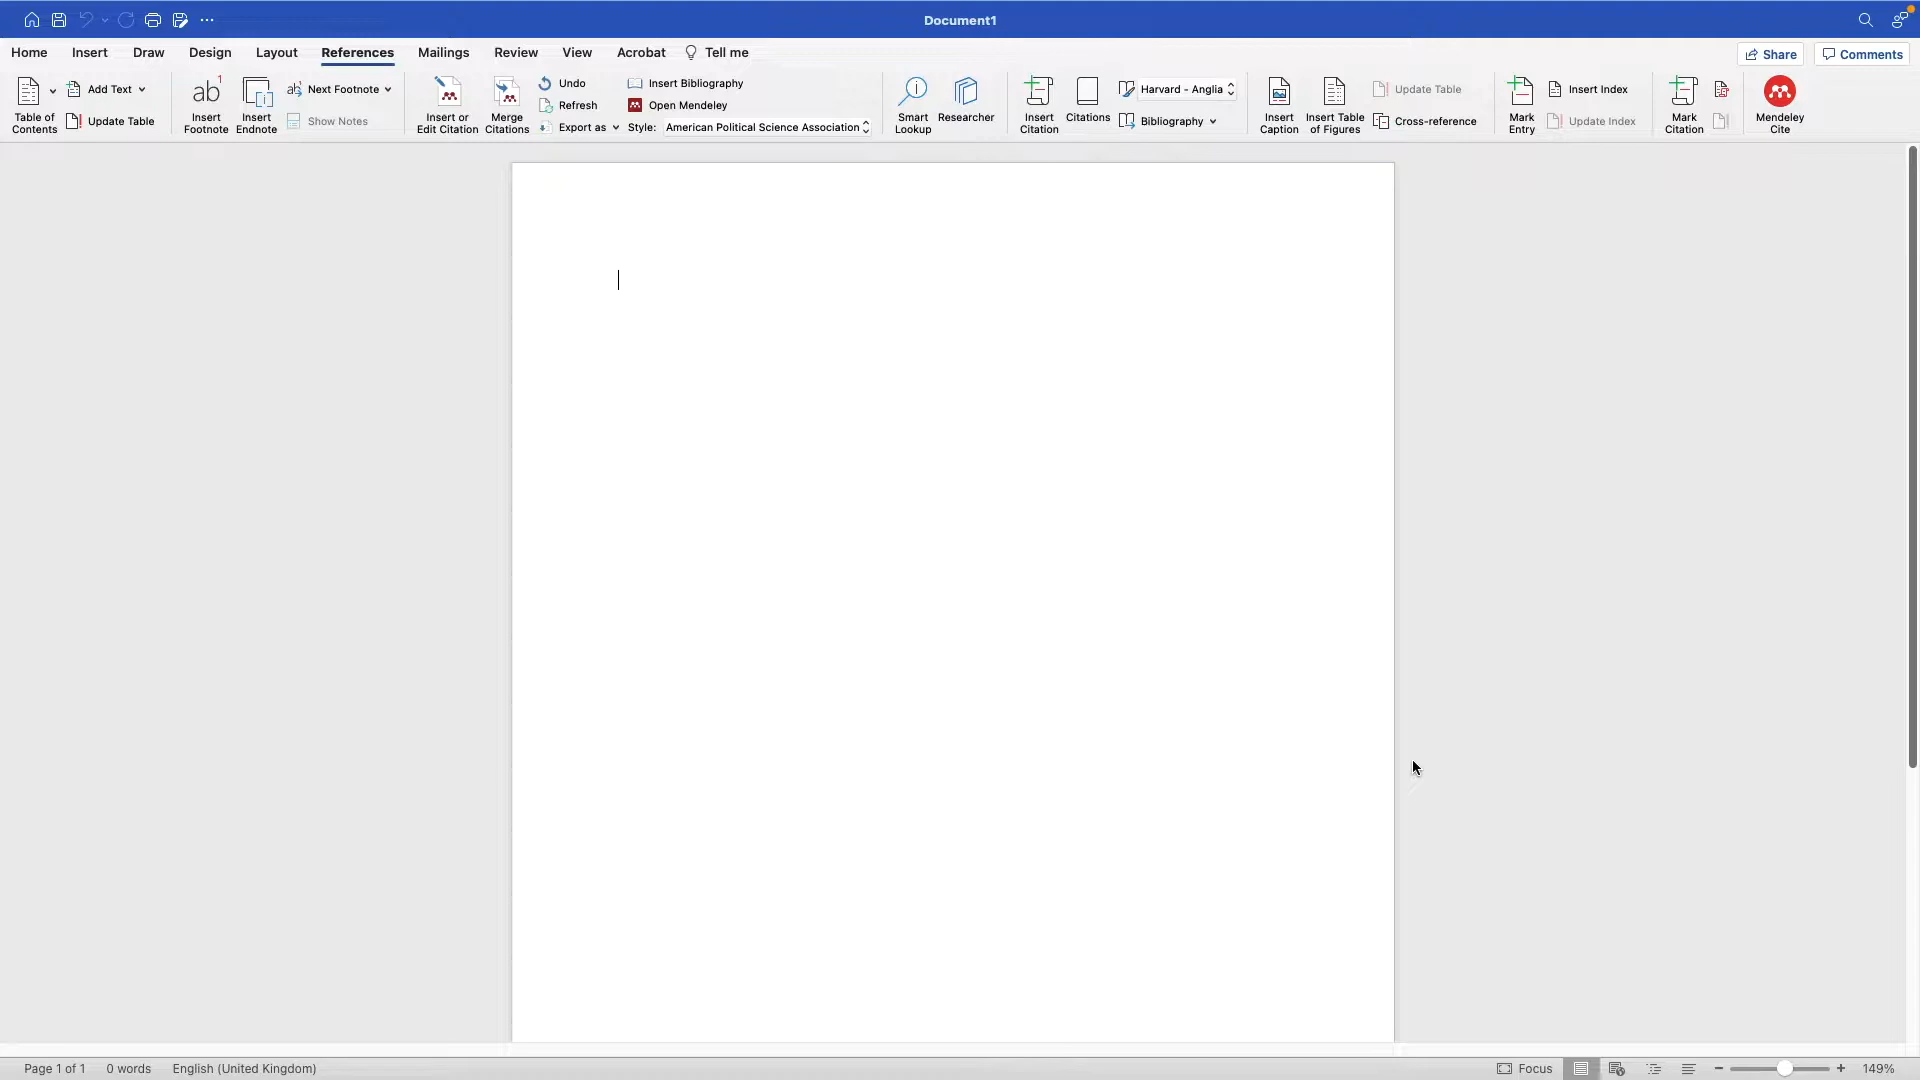 Document1
Home Insert Draw Design Layout References Mailings Review View Acrobat Tell me
Share Comments
Table of Contents
Add Text
Update Table
ab 1
Insert Footnote
Insert Endnote
ab Next Footnote
Show Notes
Insert or Edit Citation
Merge Citations
Undo
Refresh
Export as
Insert Bibliography
Open Mendeley
Style: American Political Science Association
Smart Lookup
Researcher
Insert Citation
Citations
Harvard - Anglia
Bibliography
Insert Caption
Insert Table of Figures
Update Table
Cross-reference
Mark Entry
Insert Index
Update Index
Mark Citation
Mendeley Cite
Page 1 of 1 0 words English (United Kingdom) Focus 149%